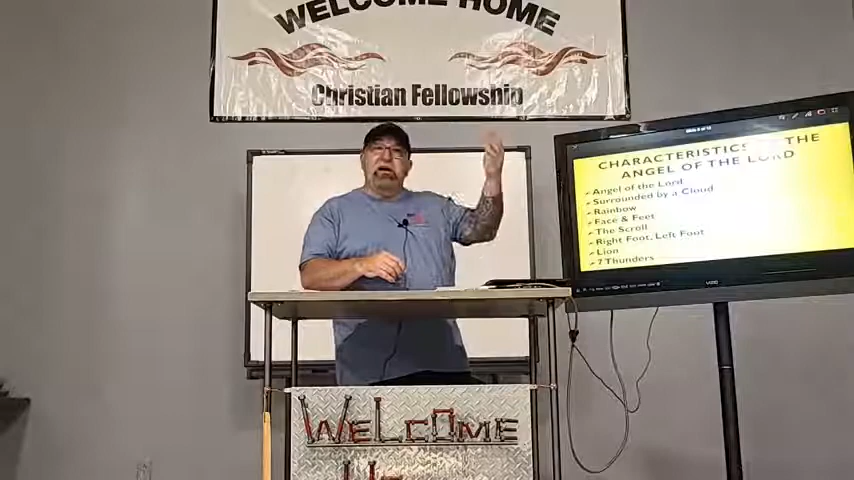 WELCOME HOME
Christian Fellowship
CHARACTERISTICS OF THE
ANGEL OF THE LORD
Angel of the Lord
Surrounded by a Cloud
Rainbow
Face & Feet
The Scroll
Right Foot, Left Foot
Lion
7 Thunders
WELCOME